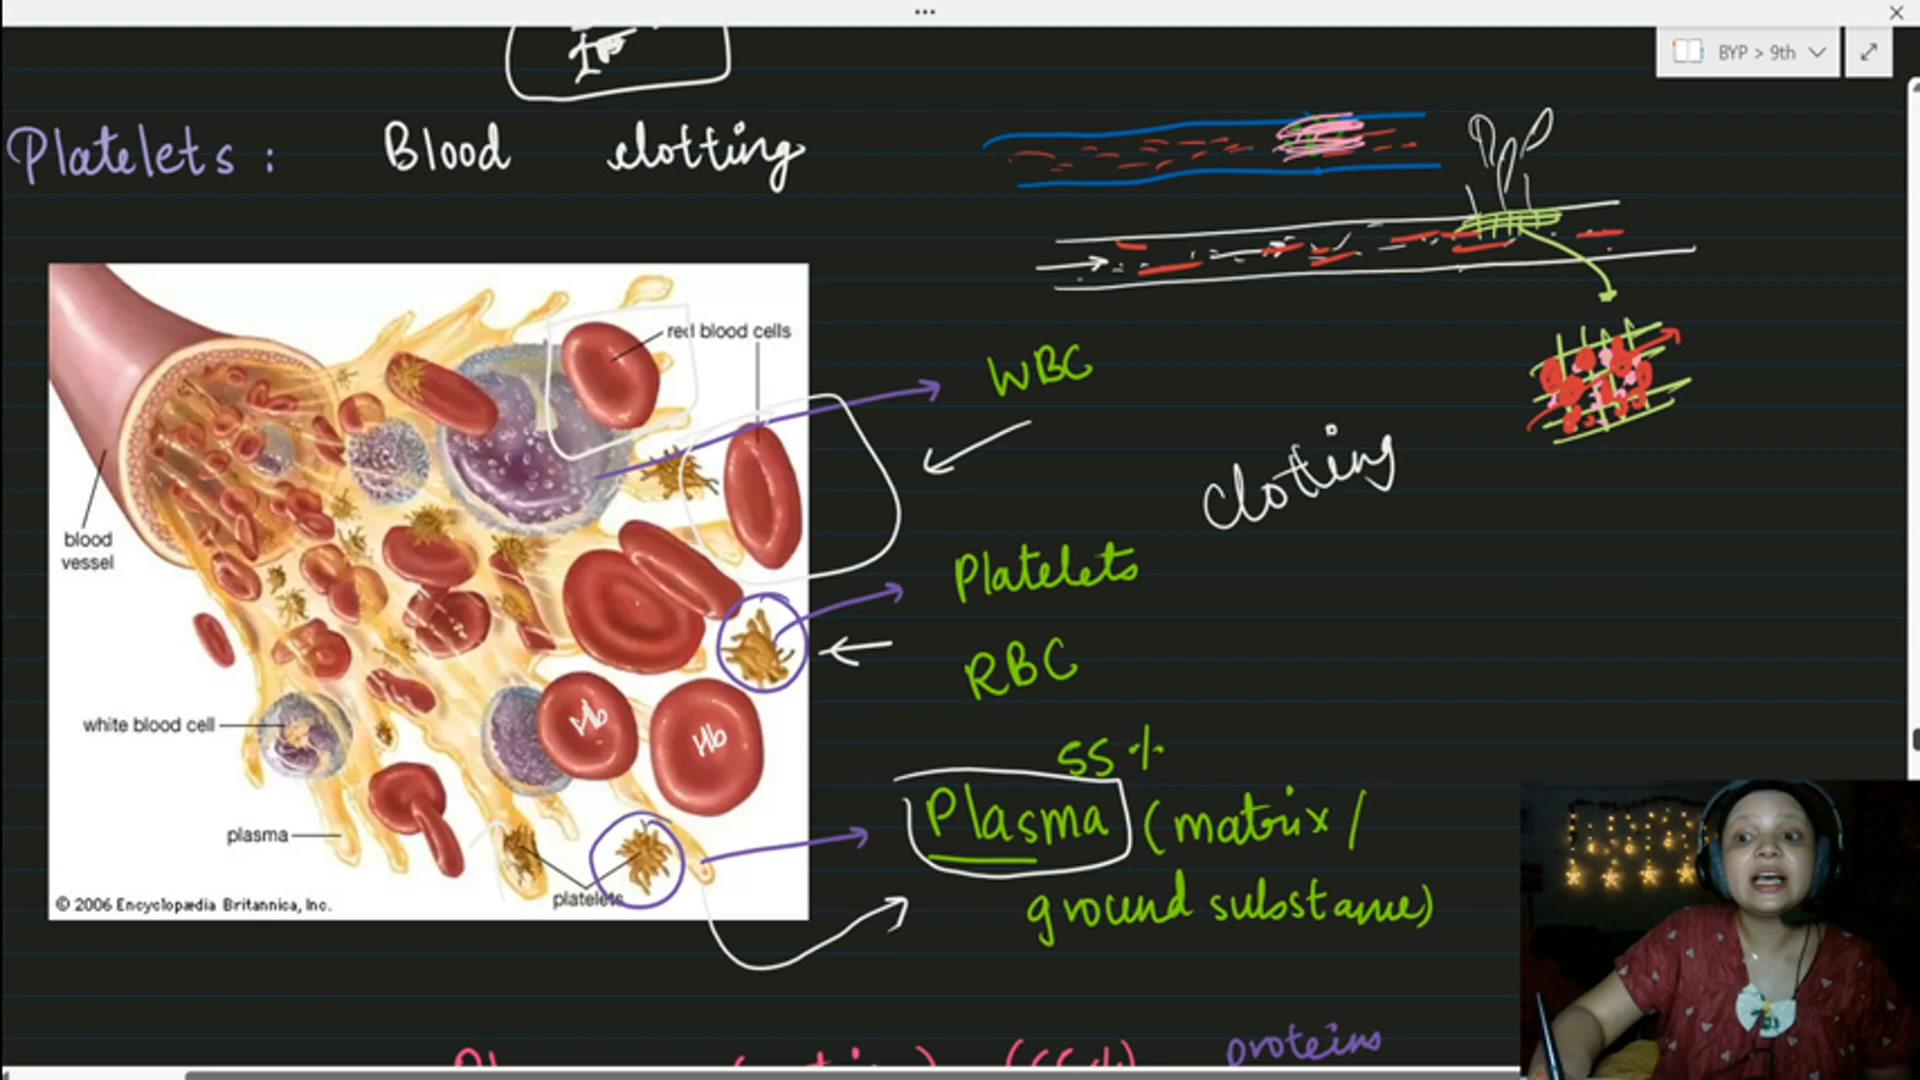 BYP > 9th
Platelets: Blood clotting
red blood cells
WBC
clotting
blood
vessel
Platelets
RBC
Hb
Hb
white blood cell
55%
Plasma (matrix /
plasma
ground substance)
platelets
© 2006 Encyclopædia Britannica, Inc.
proteins